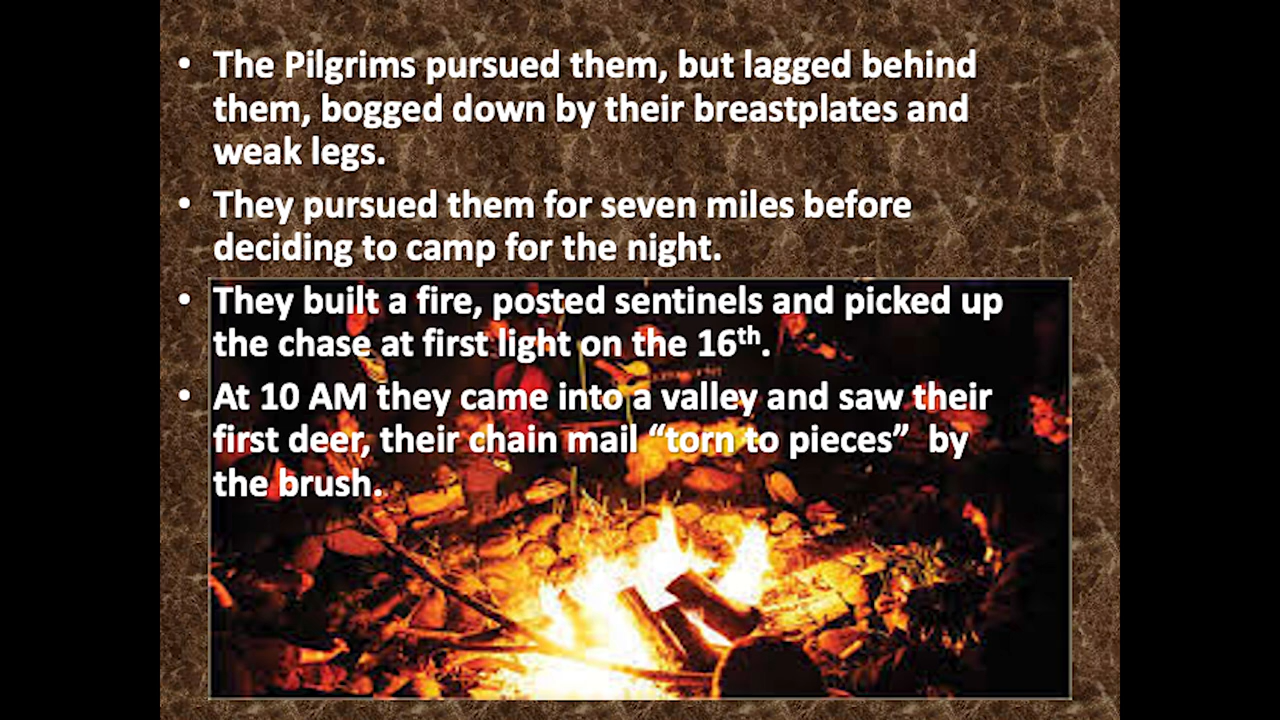 • The Pilgrims pursued them, but lagged behind
them, bogged down by their breastplates and
weak legs.
• They pursued them for seven miles before
deciding to camp for the night.
• They built a fire, posted sentinels and picked up
the chase at first light on the 16th.
• At 10 AM they came into a valley and saw their
first deer, their chain mail “torn to pieces”  by
the brush.